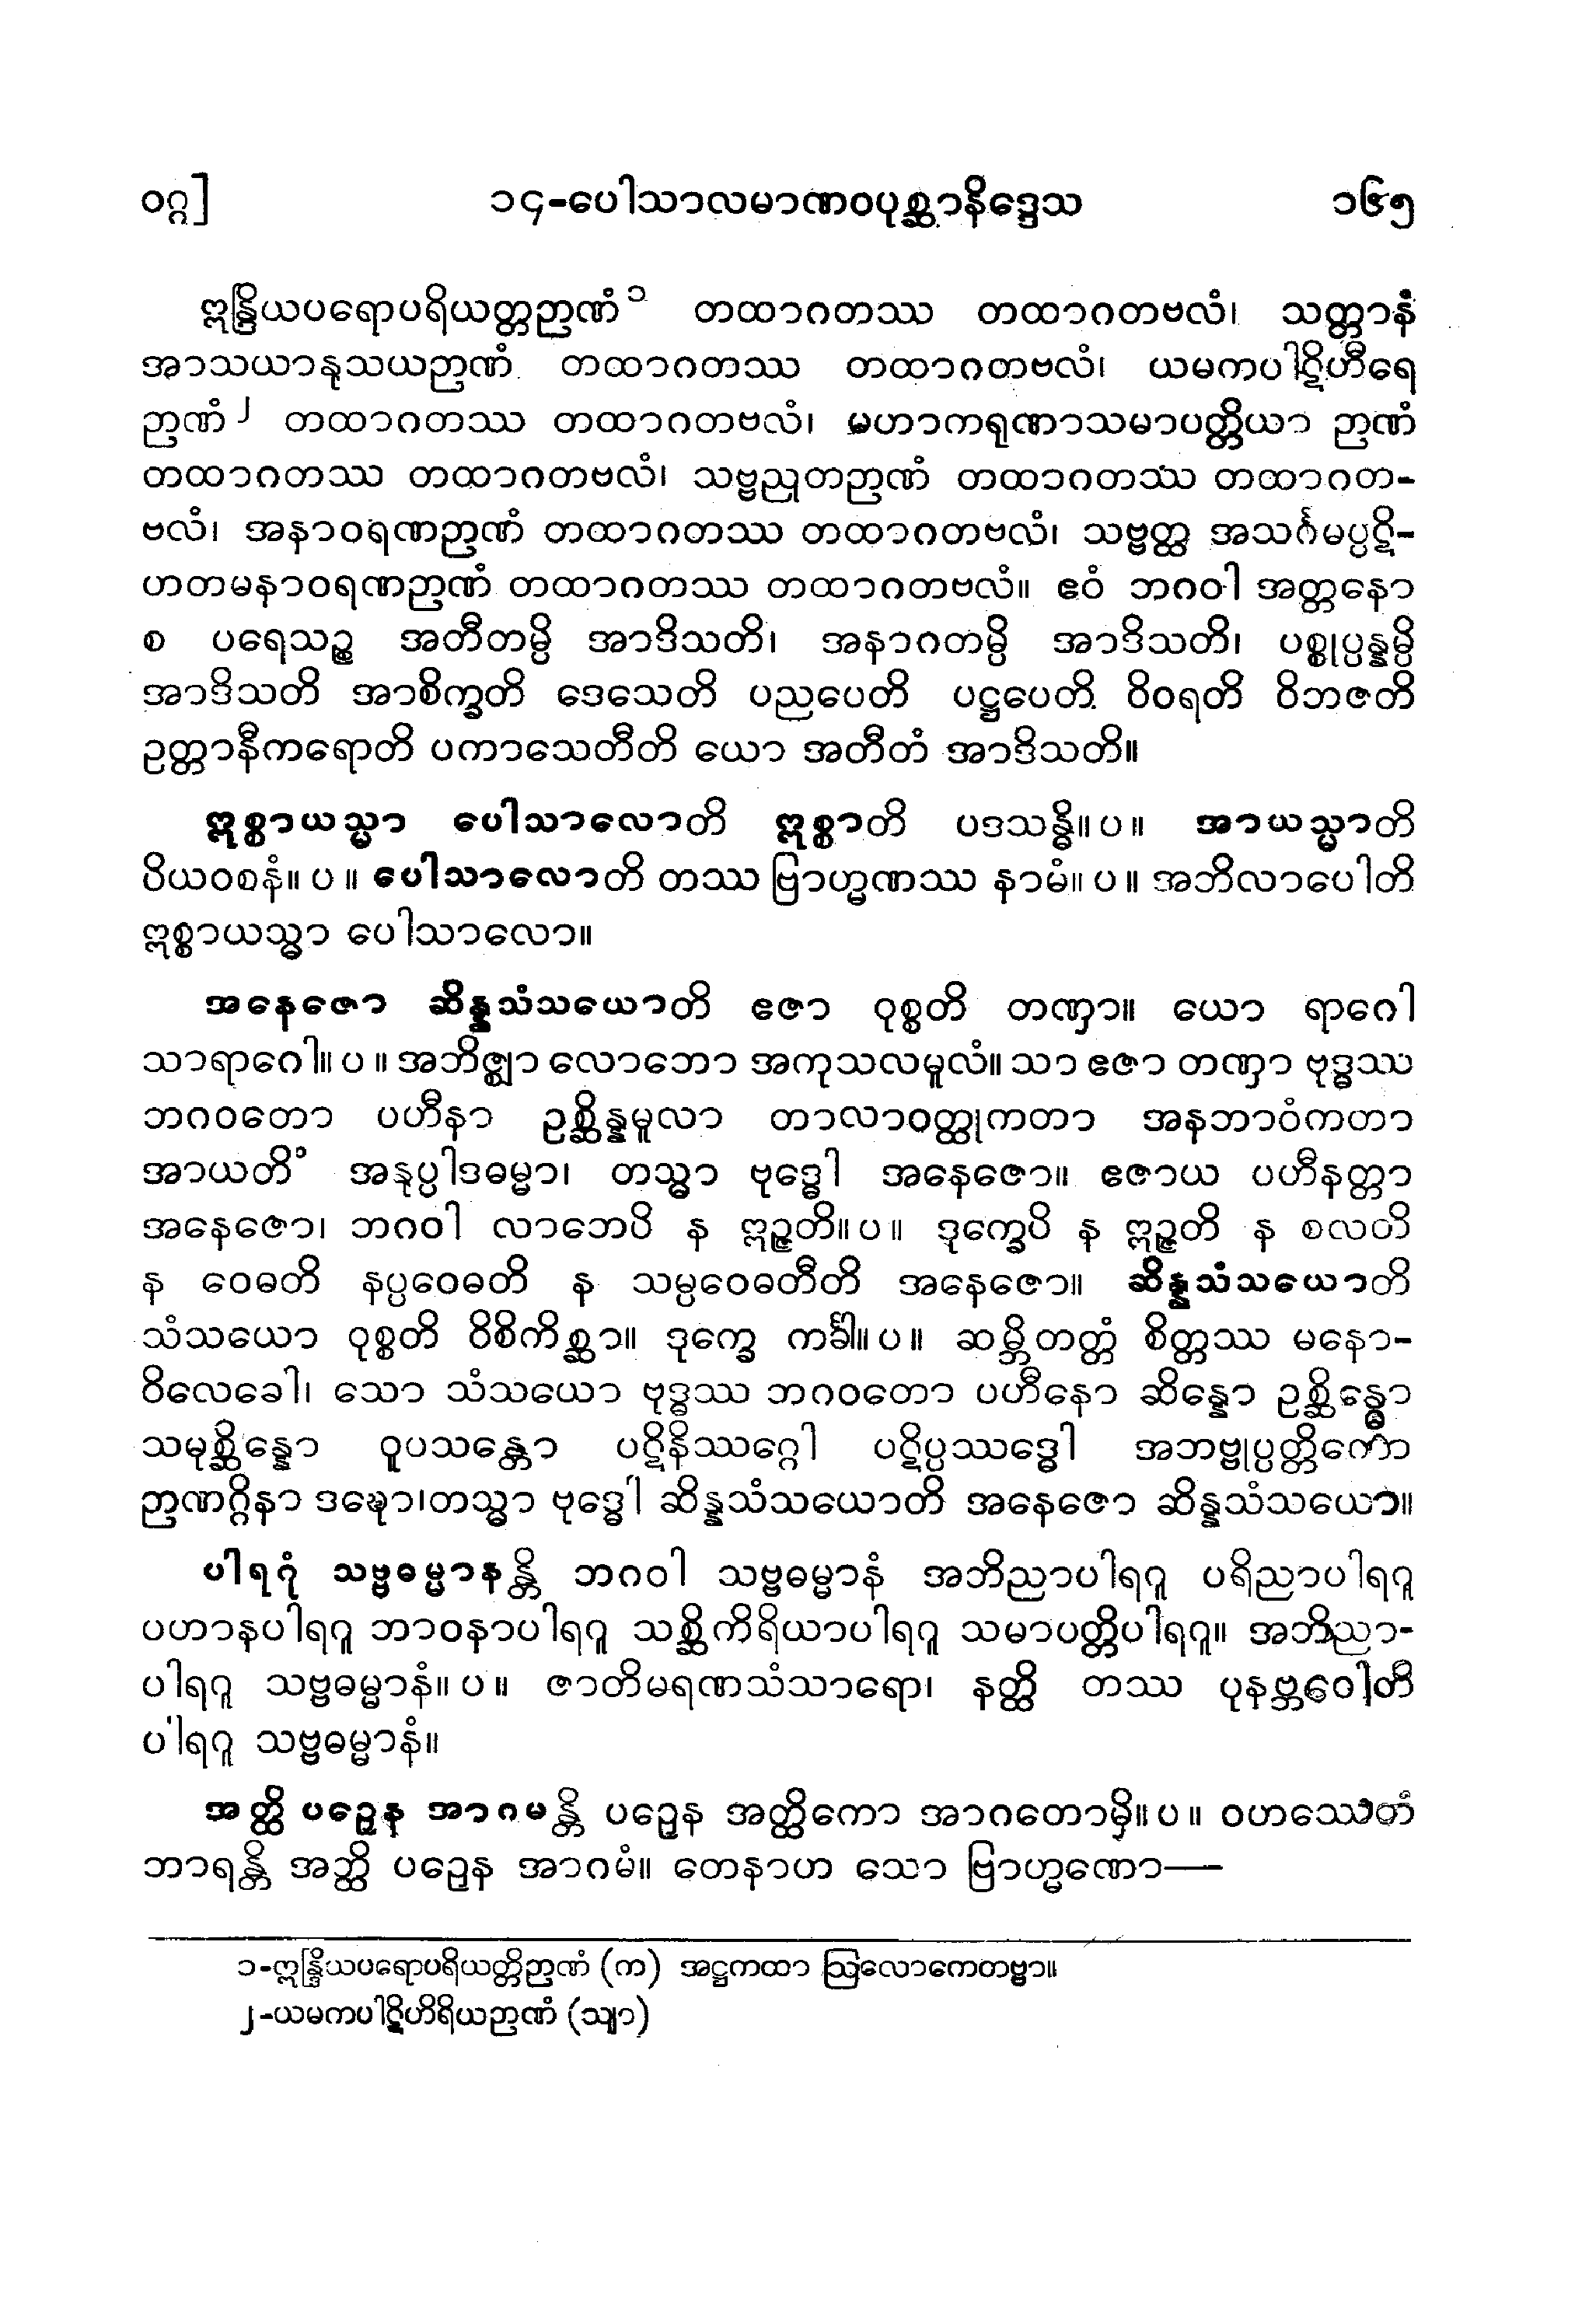 ဝဂ္ဂ] ၁၄-ပေါသာလမာဏဝပုစ္ဆာနိဒ္ဒေသ ၁၆၅
ဣန္ဒြိယပရောပရိယတ္တဉာဏံ၁ တထာဂတဿ တထာဂတဗလံ၊ သတ္တာနံ
အာသယာနုသယဉာဏံ တထာဂတဿ တထာဂတဗလံ၊ ယမကပါဋိဟီရေ
ဉာဏံ၂ တထာဂတဿ တထာဂတဗလံ၊ မဟာကရုဏာသမာပတ္တိယာ ဉာဏံ
တထာဂတဿ တထာဂတဗလံ၊ သဗ္ဗညုတဉာဏံ တထာဂတဿ တထာဂတ-
ဗလံ၊ အနာဝရဏဉာဏံ တထာဂတဿ တထာဂတဗလံ၊ သဗ္ဗတ္ထ အသင်္ဂမပ္ပဋိ-
ဟတမနာဝရဏဉာဏံ တထာဂတဿ တထာဂတဗလံ။ ဧဝံ ဘဂဝါ အတ္တနော
စ ပရေသဉ္စ အတီတမ္ပိ အာဒိသတိ၊ အနာဂတမ္ပိ အာဒိသတိ၊ ပစ္စုပ္ပန္နမ္ပိ
အာဒိသတိ အာစိက္ခတိ ဒေသေတိ ပညပေတိ ပဋ္ဌပေတိ ဝိဝရတိ ဝိဘဇတိ
ဥတ္တာနီကရောတိ ပကာသေတီတိ ယော အတီတံ အာဒိသတိ။
ဣစ္စာယသ္မာ ပေါသာလောတိ ဣစ္စာတိ ပဒသန္ဓိ။ ပ ။ အာယသ္မာတိ
ပိယဝစနံ။ ပ ။ ပေါသာလောတိ တဿ ဗြာဟ္မဏဿ နာမံ။ ပ ။ အဘိလာပေါတိ
ဣစ္စာယသ္မာ ပေါသာလော။
အနေဇော ဆိန္နသံသယောတိ ဧဇာ ဝုစ္စတိ တဏှာ။ ယော ရာဂေါ
သာရာဂေါ။ ပ ။ အဘိဇ္ဈာ လောဘော အကုသလမူလံ။ သာ ဧဇာ တဏှာ ဗုဒ္ဓဿ
ဘဂဝတော ပဟီနာ ဥစ္ဆိန္နမူလာ တာလာဝတ္ထုကတာ အနဘာဝံကတာ
အာယတိံ အနုပ္ပါဒဓမ္မာ၊ တသ္မာ ဗုဒ္ဓေါ အနေဇော။ ဧဇာယ ပဟီနတ္တာ
အနေဇော၊ ဘဂဝါ လာဘေပိ န ဣဉ္ဇတိ။ ပ ။ ဒုက္ခေပိ န ဣဉ္ဇတိ န စလတိ
န ဝေဓတိ နပ္ပဝေဓတိ န သမ္ပဝေဓတီတိ အနေဇော။ ဆိန္နသံသယောတိ
သံသယော ဝုစ္စတိ ဝိစိကိစ္ဆာ။ ဒုက္ခေ ကင်္ခါ။ ပ ။ ဆမ္ဘိတတ္တံ စိတ္တဿ မနော-
ဝိလေခေါ၊ သော သံသယော ဗုဒ္ဓဿ ဘဂဝတော ပဟီနော ဆိန္နော ဥစ္ဆိန္နော
သမုစ္ဆိန္နော ဝူပသန္တော ပဋိနိဿဂ္ဂေါ ပဋိပ္ပဿဒ္ဓေါ အဘဗ္ဗုပ္ပတ္တိကော
ဉာဏဂ္ဂိနာ ဒဍ္ဎော၊တသ္မာ ဗုဒ္ဓေါ ဆိန္နသံသယောတိ အနေဇော ဆိန္နသံသယော။
ပါရဂုံ သဗ္ဗဓမ္မာနန္တိ ဘဂဝါ သဗ္ဗဓမ္မာနံ အဘိညာပါရဂူ ပရိညာပါရဂူ
ပဟာနပါရဂူ ဘာဝနာပါရဂူ သစ္ဆိကိရိယာပါရဂူ သမာပတ္တိပါရဂူ။ အဘိညာ-
ပါရဂူ သဗ္ဗဓမ္မာနံ။ ပ ။ ဇာတိမရဏသံသာရော၊ နတ္ထိ တဿ ပုနဗ္ဘဝေါတိ
ပါရဂူ သဗ္ဗဓမ္မာနံ။
အတ္ထိ ပဉှေန အာဂမန္တိ ပဉှေန အတ္ထိကော အာဂတောမှိ။ ပ ။ ဝဟဿေတံ
ဘာရန္တိ အတ္ထိ ပဉှေန အာဂမံ။ တေနာဟ သော ဗြာဟ္မဏော—
၁-ဣန္ဒြိယပရောပရိယတ္တိဉာဏံ (က) အဋ္ဌကထာ ဩလောကေတဗ္ဗာ။
၂-ယမကပါဋိဟိရိယဉာဏံ (သျာ)